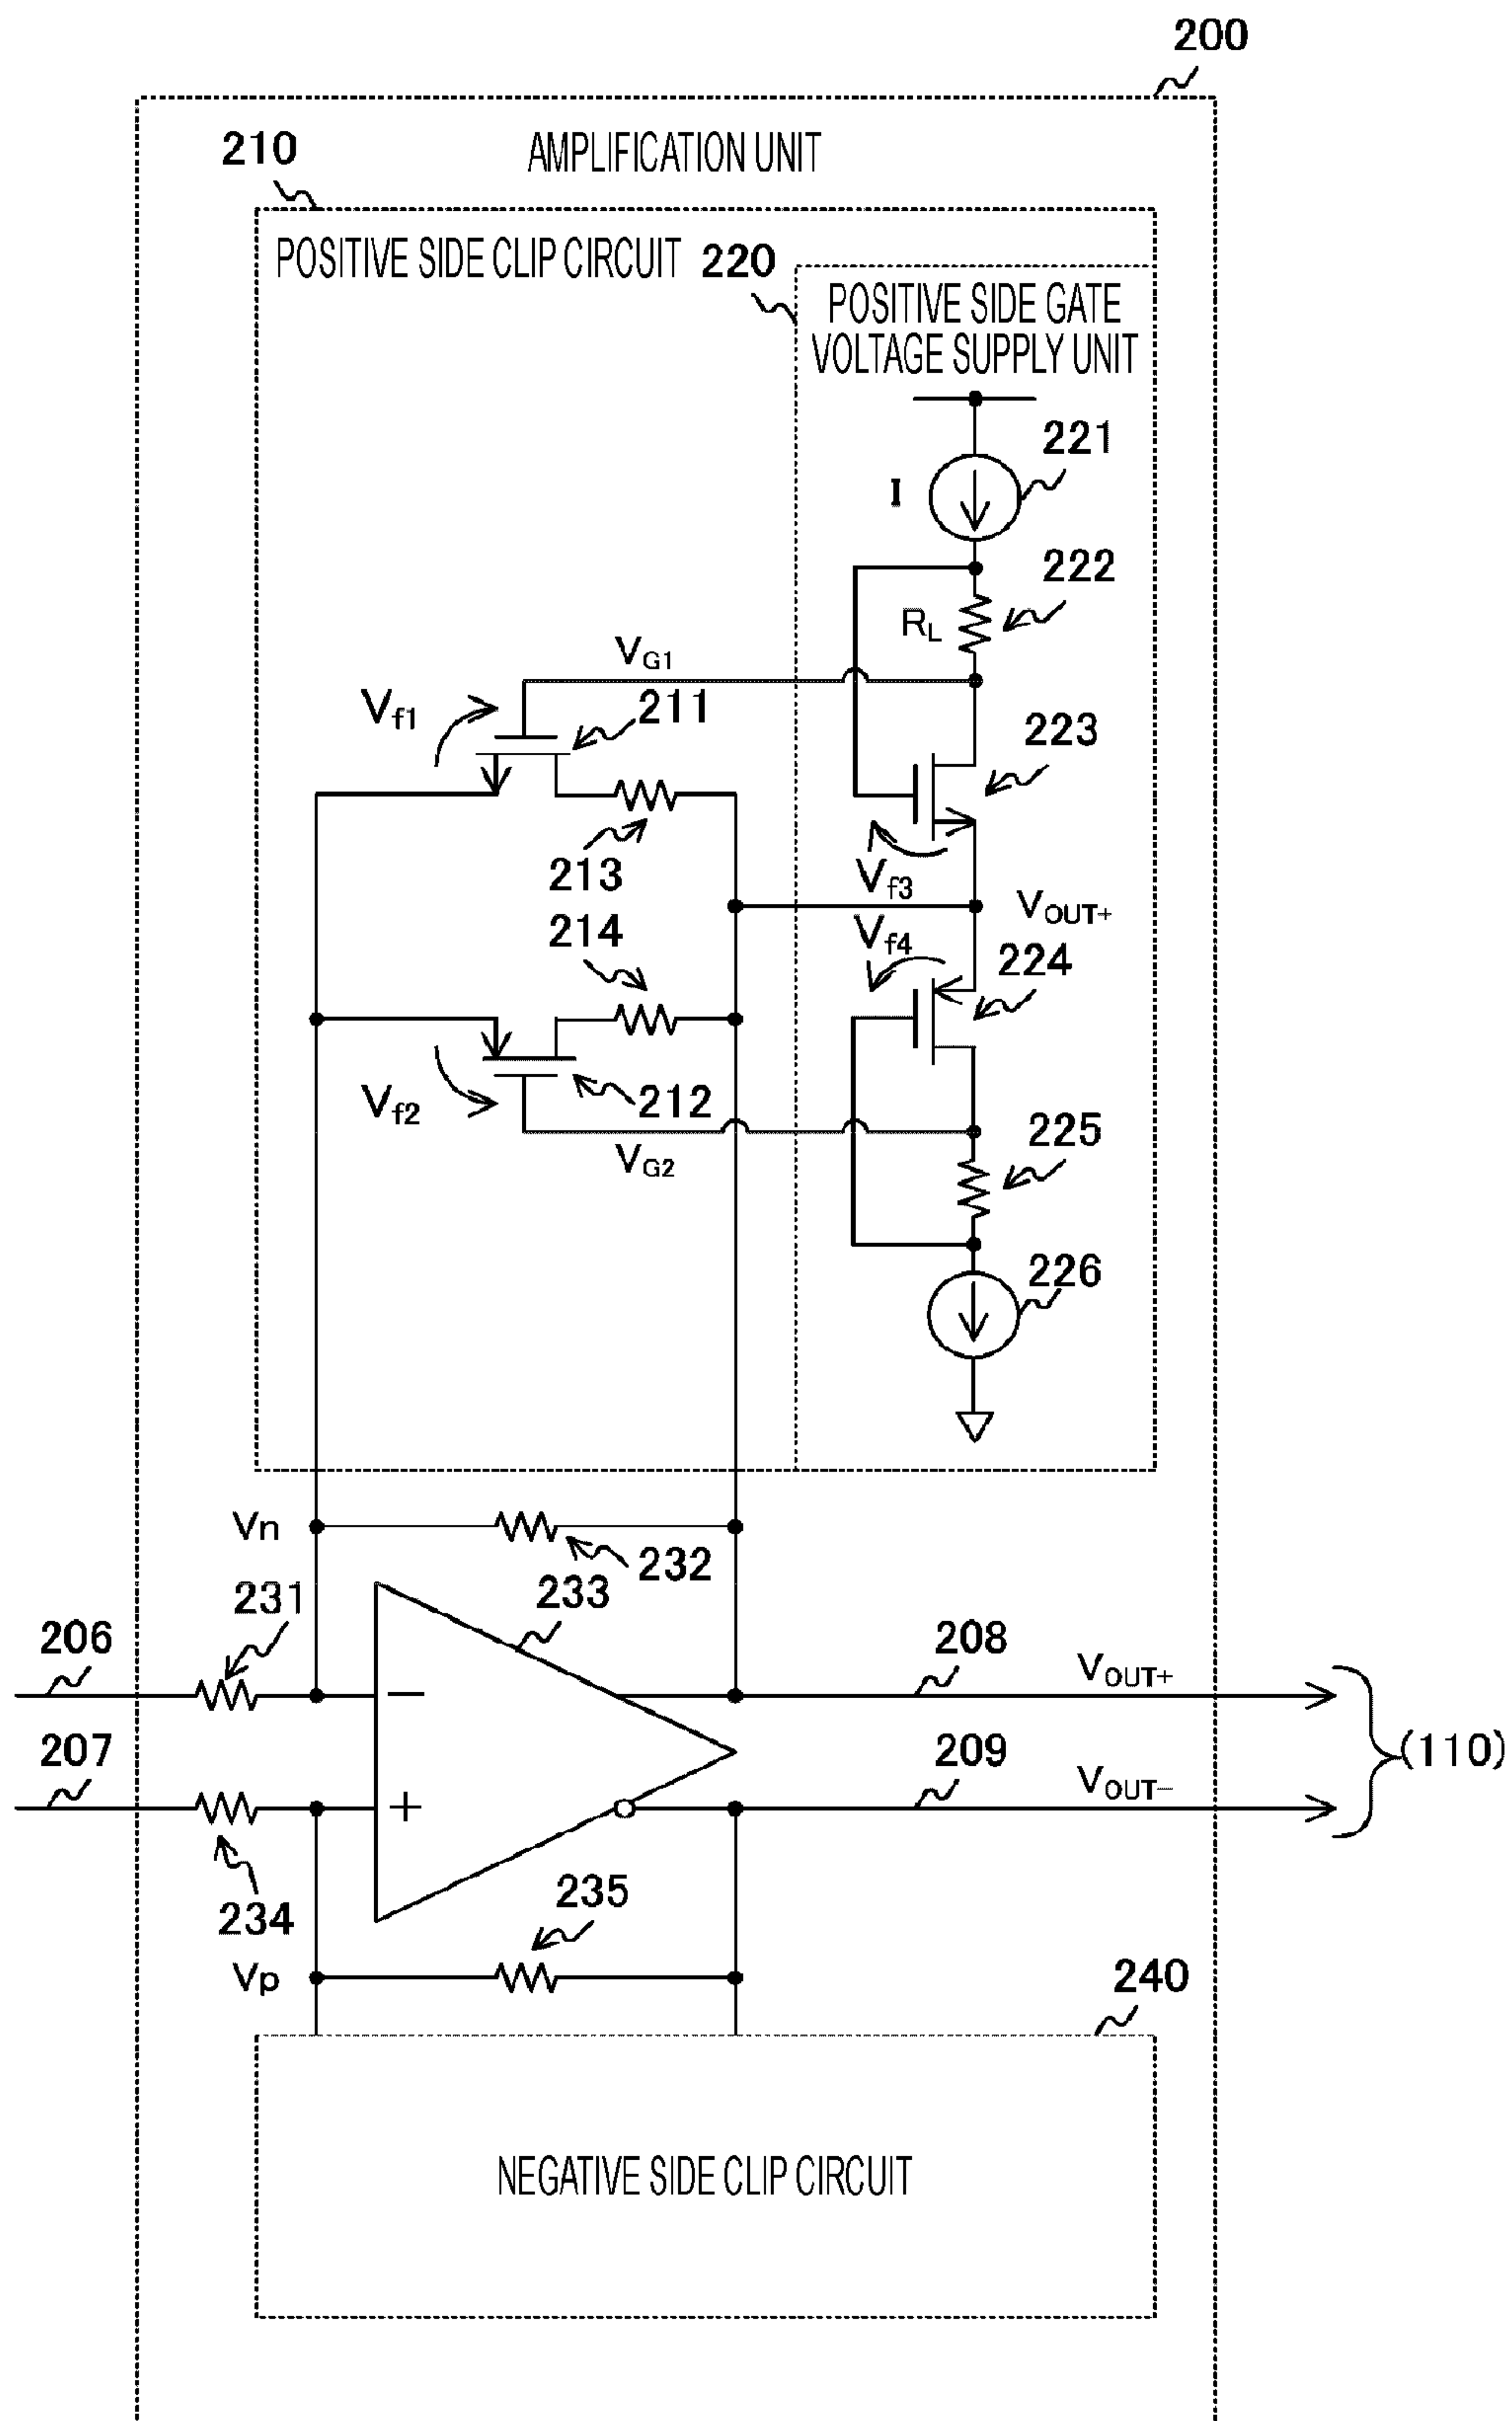 200
AMPLIFICATION UNIT
210
POSITIVE SIDE CLIP CIRCUIT
220
POSITIVE SIDE GATE
VOLTAGE SUPPLY UNIT
221
I
222
RL
VG1
Vf1
211
223
213
Vf3
VOUT+
214
Vf4
224
Vf2
212
VG2
225
226
Vn
232
231
233
206
208
VOUT+
207
209
VOUT−
(110)
−
+
234
235
Vp
240
NEGATIVE SIDE CLIP CIRCUIT